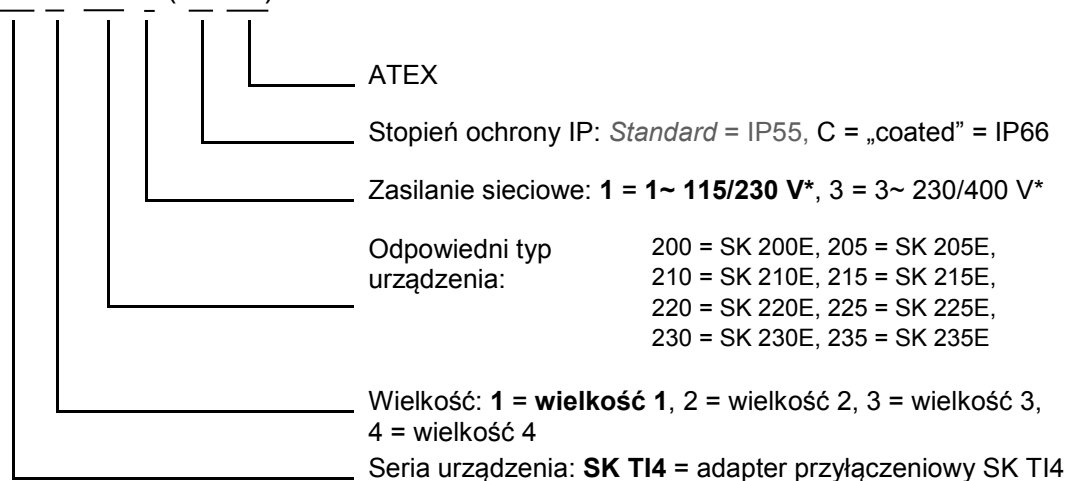 ATEX
Stopień ochrony IP: Standard = IP55, C = „coated” = IP66
Zasilanie sieciowe: 1 = 1~ 115/230 V*, 3 = 3~ 230/400 V*
Odpowiedni typ
urządzenia:
200 = SK 200E, 205 = SK 205E,
210 = SK 210E, 215 = SK 215E,
220 = SK 220E, 225 = SK 225E,
230 = SK 230E, 235 = SK 235E
Wielkość: 1 = wielkość 1, 2 = wielkość 2, 3 = wielkość 3,
4 = wielkość 4
Seria urządzenia: SK TI4 = adapter przyłączeniowy SK TI4